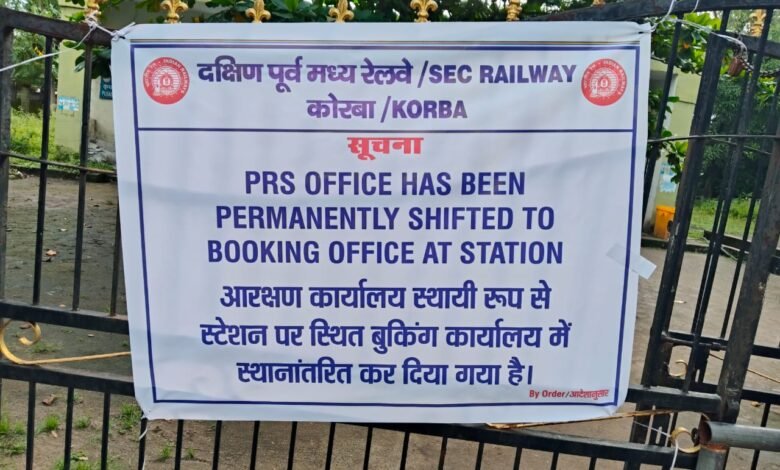 दक्षिण पूर्व मध्य रेलवे /SEC RAILWAY
कोरबा /KORBA
सूचना
PRS OFFICE HAS BEEN
PERMANENTLY SHIFTED TO
BOOKING OFFICE AT STATION
आरक्षण कार्यालय स्थायी रूप से
स्टेशन पर स्थित बुकिंग कार्यालय में
स्थानांतरित कर दिया गया है।
By Order/आदेशानुसार